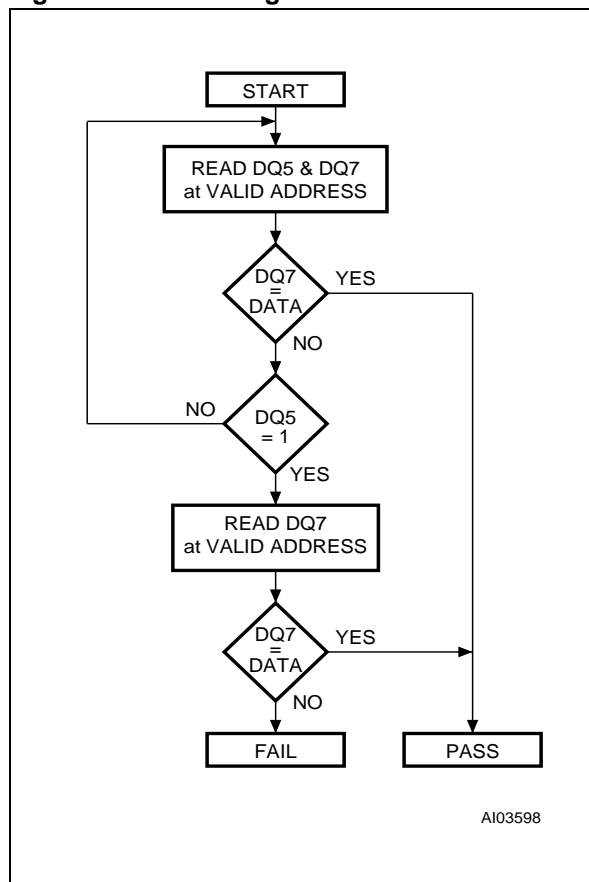 START
READ DQ5 & DQ7
at VALID ADDRESS
DQ7
=
DATA
YES
NO
NO
DQ5
= 1
YES
READ DQ7
at VALID ADDRESS
DQ7
=
DATA
YES
NO
FAIL
PASS
AI03598